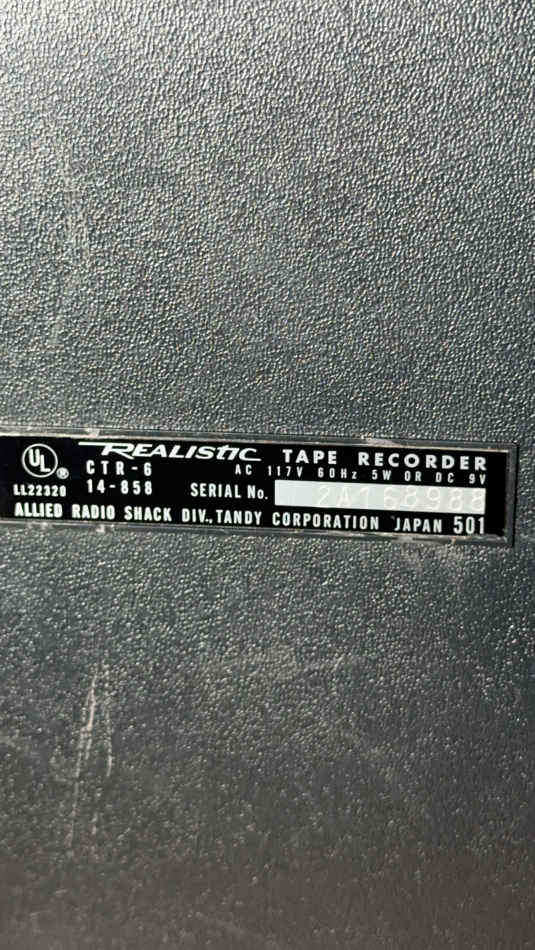 UL®
REALISTIC TAPE RECORDER
CTR-6 AC 117V 60Hz 5W OR DC 9V
LL22320 14-858 SERIAL No. 2A168988
ALLIED RADIO SHACK DIV., TANDY CORPORATION JAPAN 501